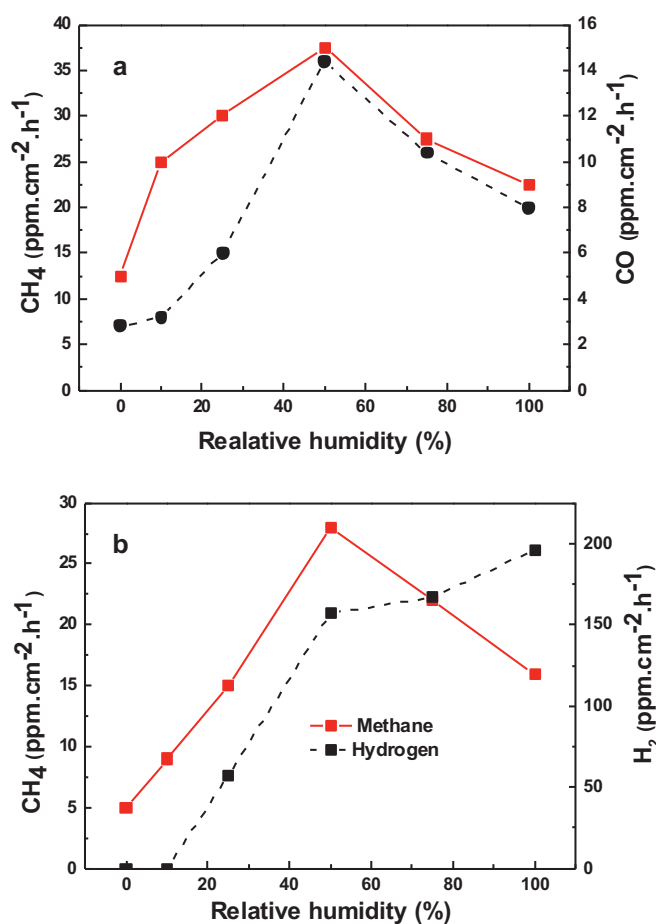 a
40
35
30
25
20
15
10
5
0
CH₄ (ppm.cm⁻².h⁻¹)
16
14
12
10
8
6
4
2
0
CO (ppm.cm⁻².h⁻¹)
0 20 40 60 80 100
Realative humidity (%)
b
30
25
20
15
10
5
0
CH₄ (ppm.cm⁻².h⁻¹)
Methane
Hydrogen
200
150
100
50
0
H₂ (ppm.cm⁻².h⁻¹)
0 20 40 60 80 100
Relative humidity (%)